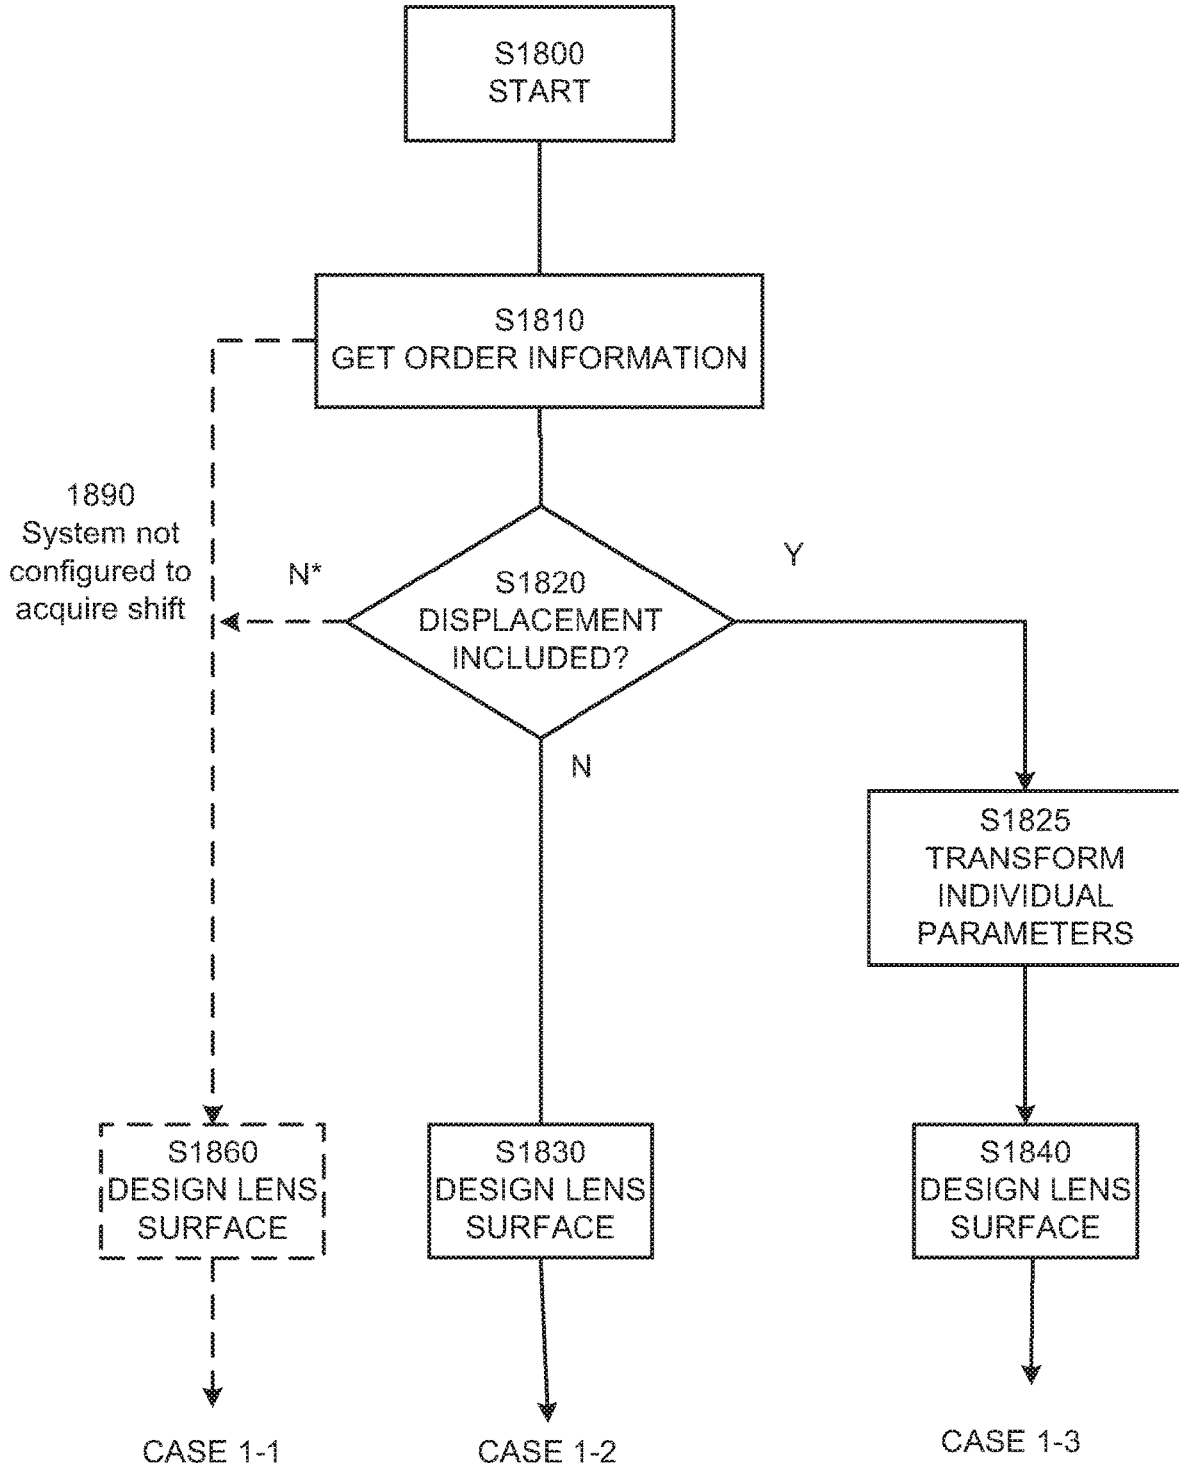 S1800
START
S1810
GET ORDER INFORMATION
1890
System not
configured to
acquire shift
N*
S1820
DISPLACEMENT
INCLUDED?
Y
N
S1825
TRANSFORM
INDIVIDUAL
PARAMETERS
S1860
DESIGN LENS
SURFACE
S1830
DESIGN LENS
SURFACE
S1840
DESIGN LENS
SURFACE
CASE 1-1
CASE 1-2
CASE 1-3